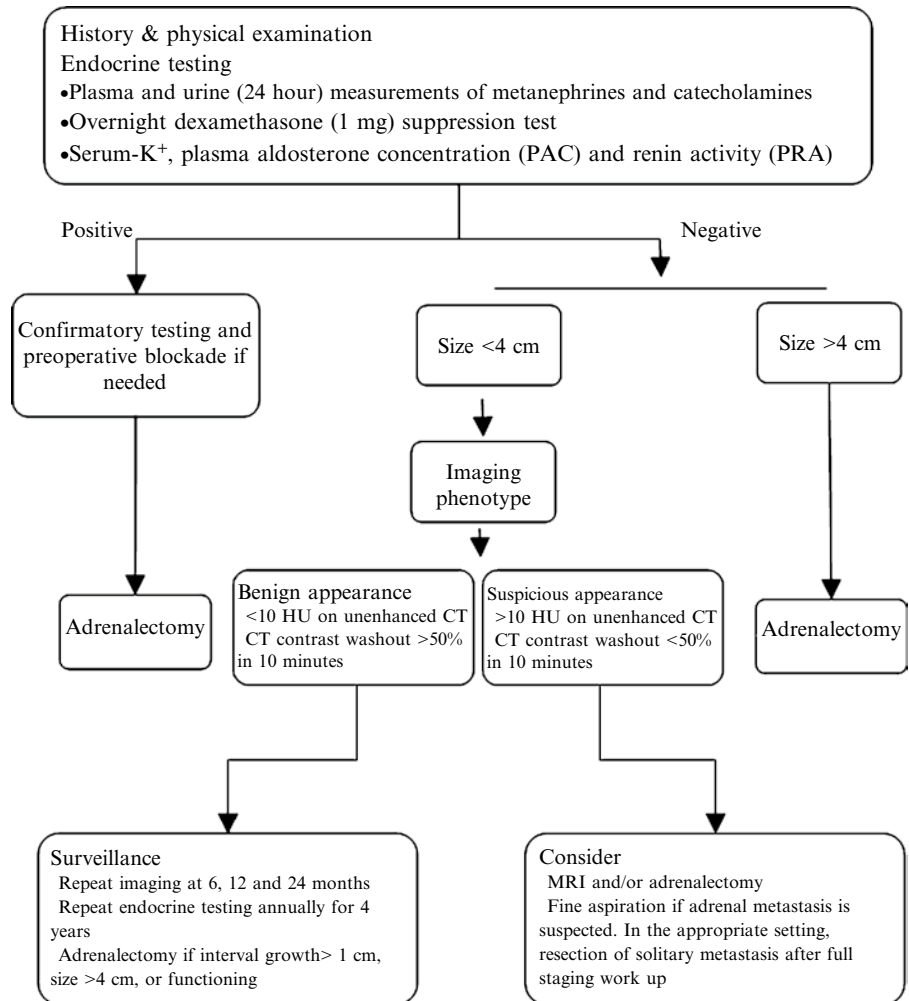 History & physical examination
Endocrine testing
•Plasma and urine (24 hour) measurements of metanephrines and catecholamines
•Overnight dexamethasone (1 mg) suppression test
•Serum-K⁺, plasma aldosterone concentration (PAC) and renin activity (PRA)
Positive
Negative
Confirmatory testing and
preoperative blockade if
needed
Size <4 cm
Size >4 cm
Imaging
phenotype
Adrenalectomy
Benign appearance
<10 HU on unenhanced CT
CT contrast washout >50%
in 10 minutes
Suspicious appearance
>10 HU on unenhanced CT
CT contrast washout <50%
in 10 minutes
Adrenalectomy
Surveillance
Repeat imaging at 6, 12 and 24 months
Repeat endocrine testing annually for 4
years
Adrenalectomy if interval growth> 1 cm,
size >4 cm, or functioning
Consider
MRI and/or adrenalectomy
Fine aspiration if adrenal metastasis is
suspected. In the appropriate setting,
resection of solitary metastasis after full
staging work up